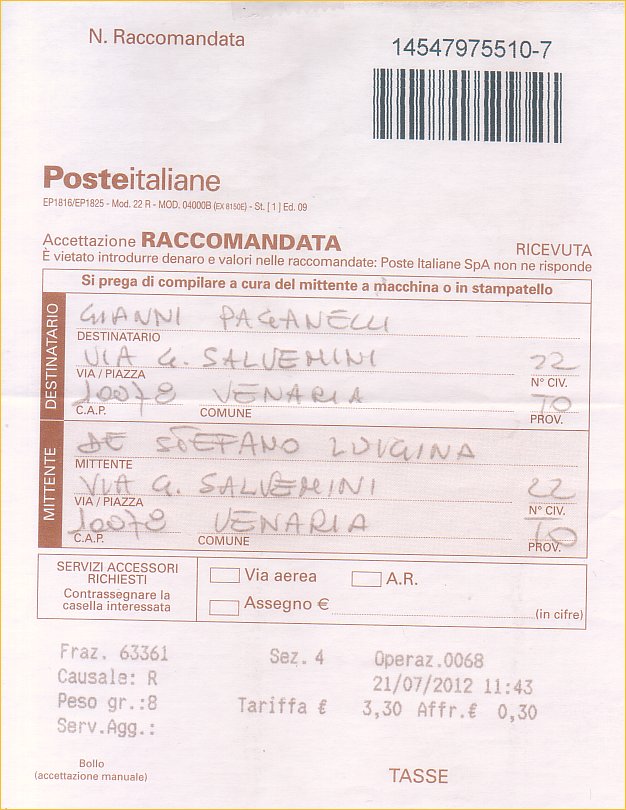 N. Raccomandata
14547975510-7
Posteitaliane
EP1816/EP1825 - Mod. 22 R - MOD. 04000B (EX 8150E) - St. [ 1 ] Ed. 09
Accettazione RACCOMANDATA RICEVUTA
È vietato introdurre denaro e valori nelle raccomandate: Poste Italiane SpA non ne risponde
Si prega di compilare a cura del mittente a macchina o in stampatello
DESTINATARIO
GIANNI PAGANELLI
DESTINATARIO
VIA G. SALVEMINI 22
VIA / PIAZZA N° CIV.
10078 VENARIA TO
C.A.P. COMUNE PROV.
MITTENTE
DE STEFANO LUIGINA
MITTENTE
VIA G. SALVEMINI 22
VIA / PIAZZA N° CIV.
10078 VENARIA TO
C.A.P. COMUNE PROV.
SERVIZI ACCESSORI
RICHIESTI
Contrassegnare la
casella interessata
Via aerea A.R.
Assegno € (in cifre)
Fraz. 63361 Sez. 4 Operaz.0068
Causale: R 21/07/2012 11:43
Peso gr.:8 Tariffa € 3,30 Affr.€ 0,30
Serv.Agg.:
Bollo
(accettazione manuale)
TASSE